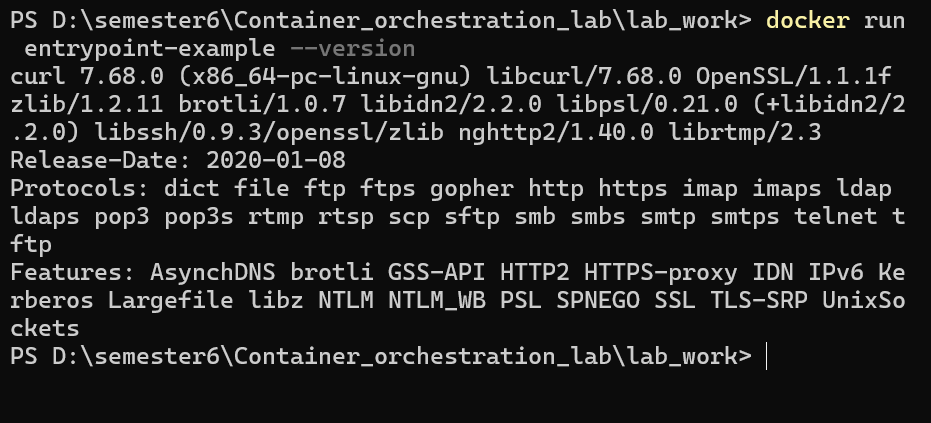 PS D:\semester6\Container_orchestration_lab\lab_work> docker run
 entrypoint-example --version
curl 7.68.0 (x86_64-pc-linux-gnu) libcurl/7.68.0 OpenSSL/1.1.1f
zlib/1.2.11 brotli/1.0.7 libidn2/2.2.0 libpsl/0.21.0 (+libidn2/2
.2.0) libssh/0.9.3/openssl/zlib nghttp2/1.40.0 librtmp/2.3
Release-Date: 2020-01-08
Protocols: dict file ftp ftps gopher http https imap imaps ldap
ldaps pop3 pop3s rtmp rtsp scp sftp smb smbs smtp smtps telnet t
ftp
Features: AsynchDNS brotli GSS-API HTTP2 HTTPS-proxy IDN IPv6 Ke
rberos Largefile libz NTLM NTLM_WB PSL SPNEGO SSL TLS-SRP UnixSo
ckets
PS D:\semester6\Container_orchestration_lab\lab_work>